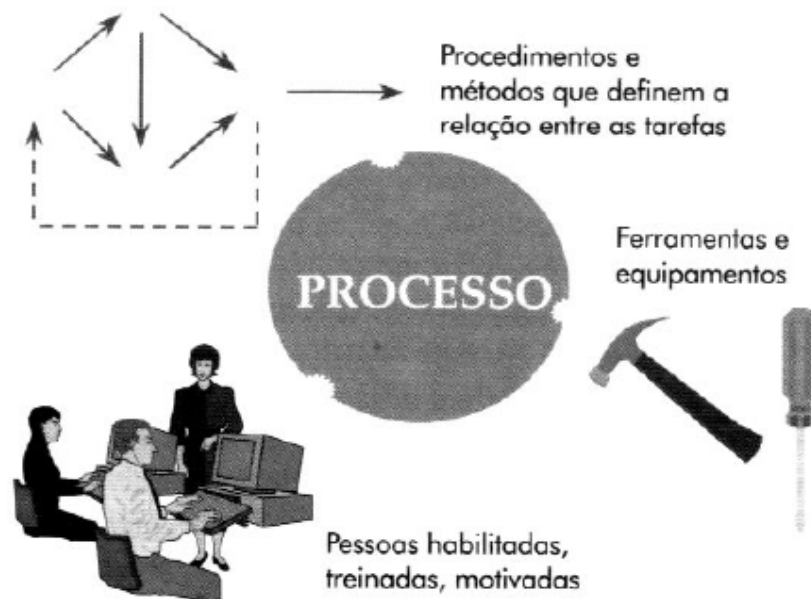 Procedimentos e
métodos que definem a
relação entre as tarefas
PROCESSO
Ferramentas e
equipamentos
Pessoas habilitadas,
treinadas, motivadas